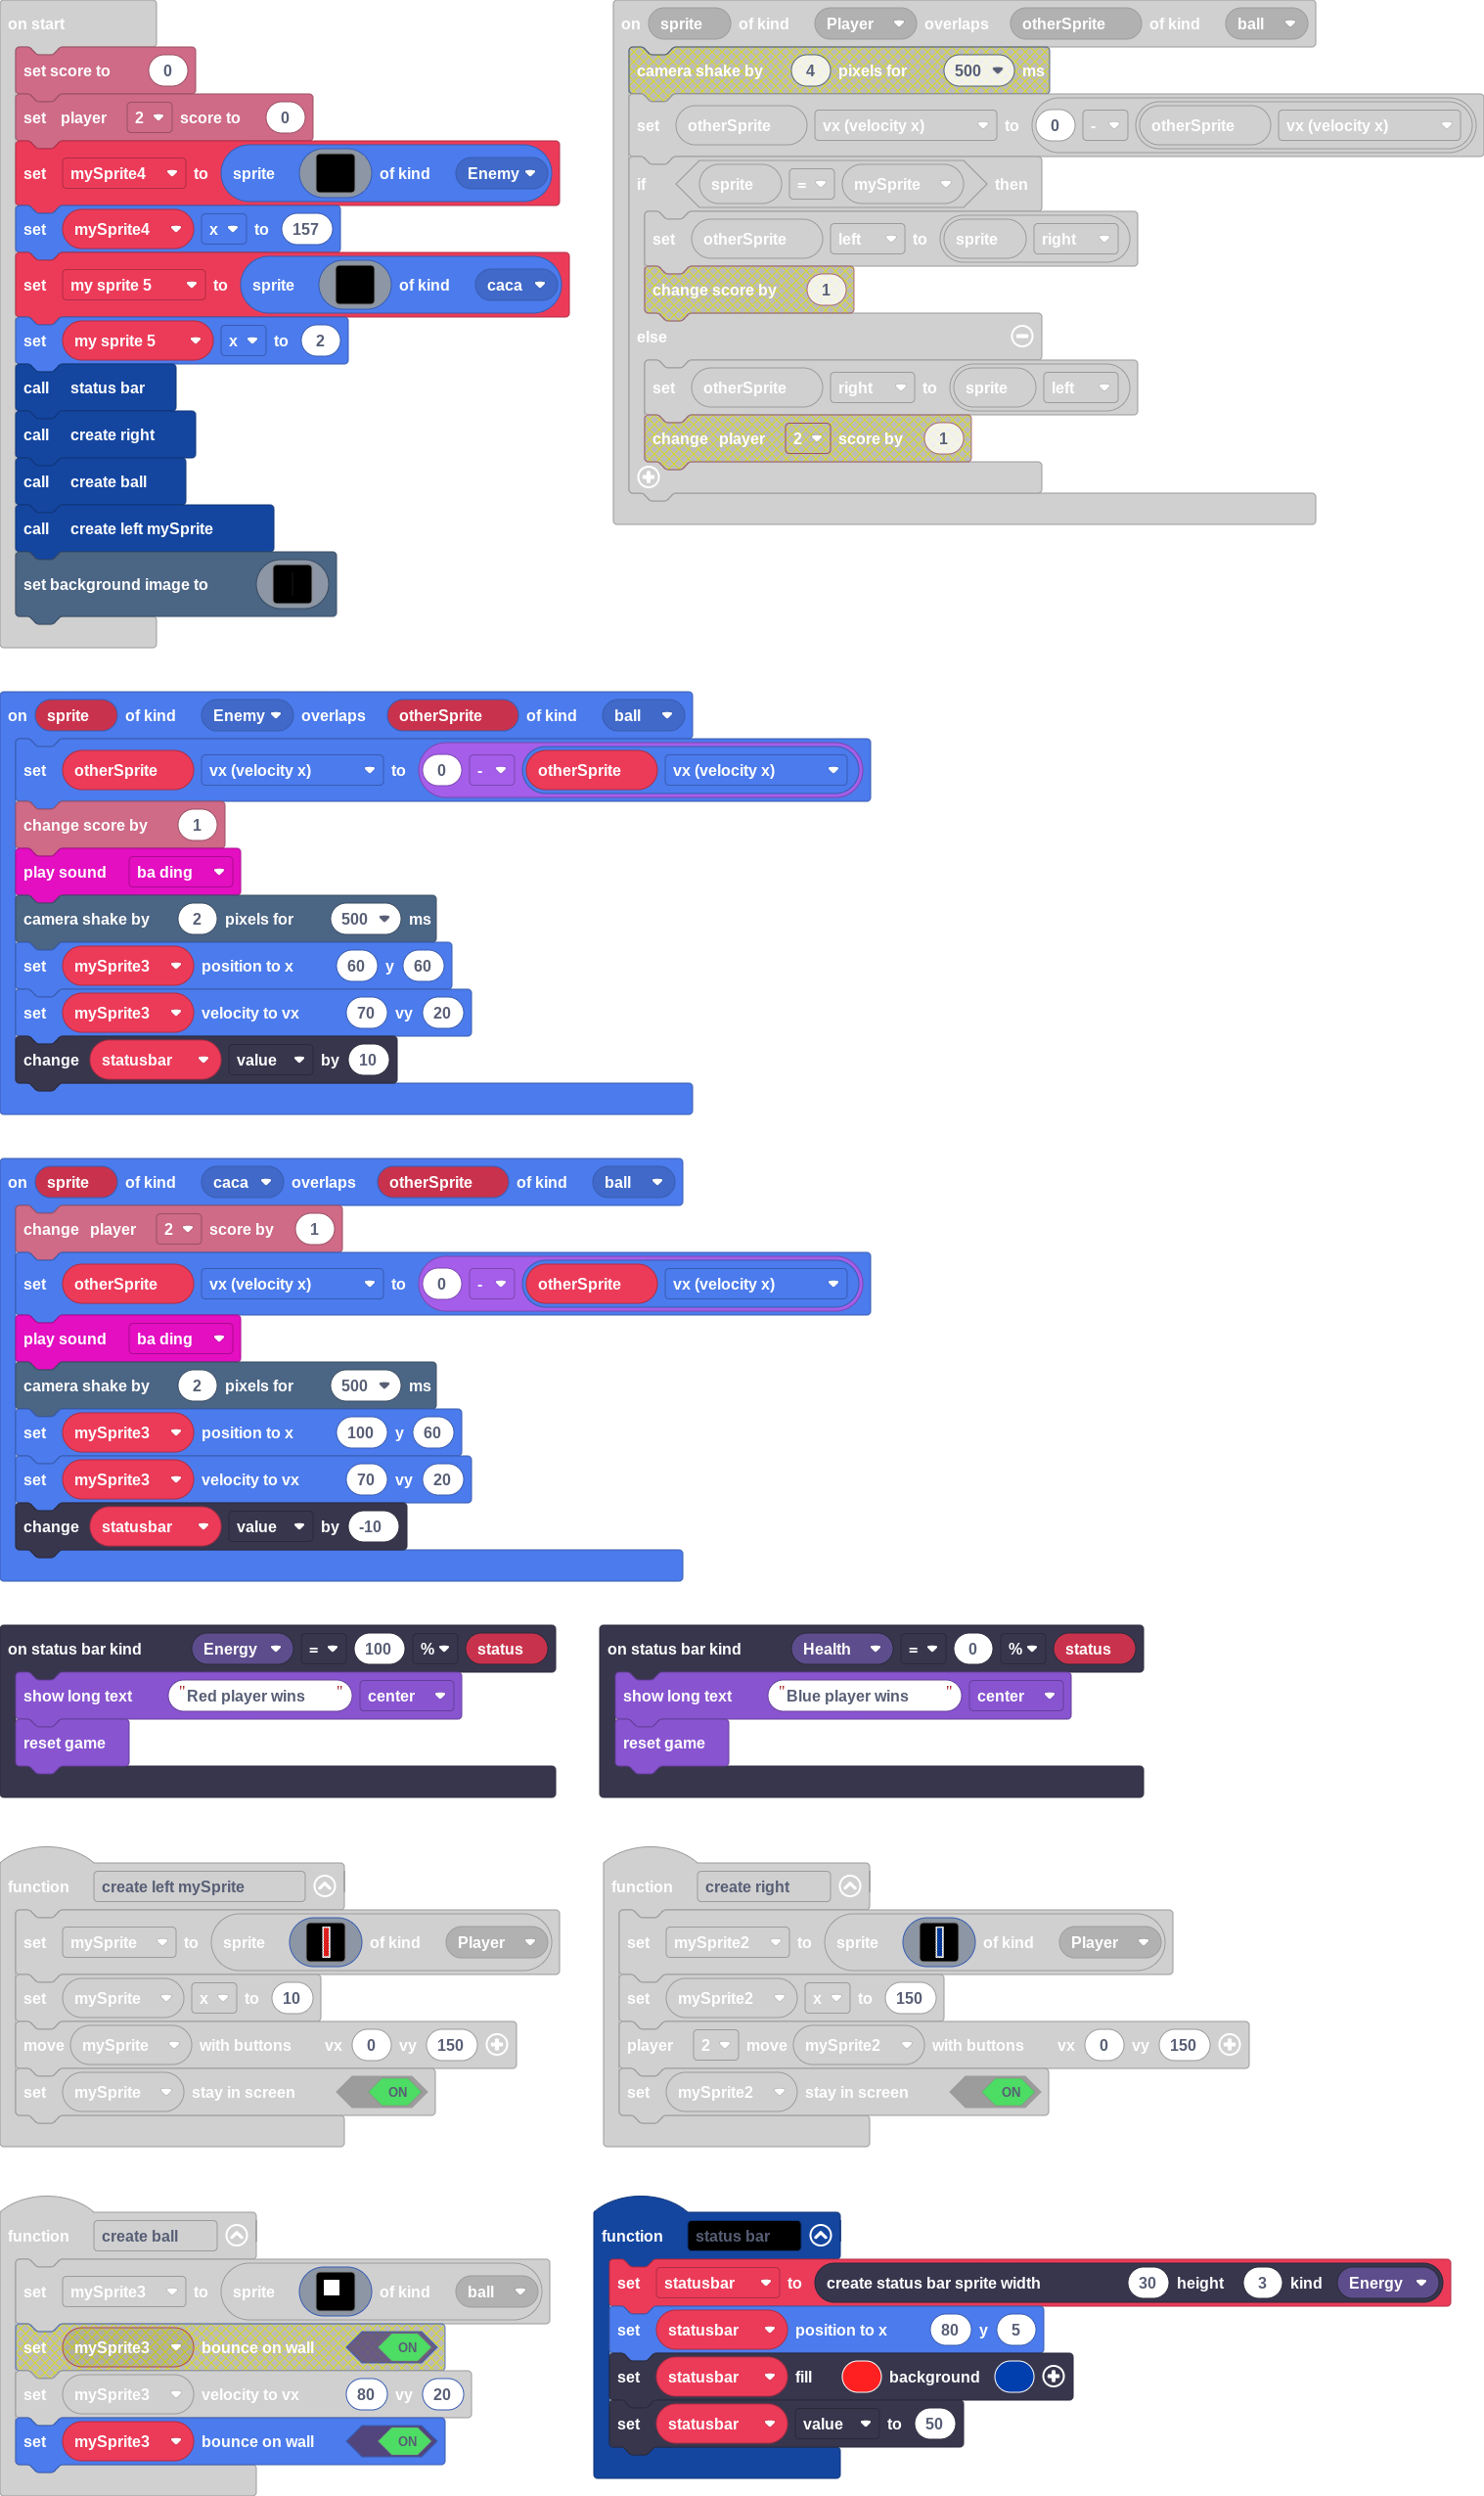 on start
set score to 0
set player 2 score to 0
set mySprite4 to sprite of kind Enemy
set mySprite4 x to 157
set my sprite 5 to sprite of kind caca
set my sprite 5 x to 2
call status bar
call create right
call create ball
call create left mySprite
set background image to
on sprite of kind Player overlaps otherSprite of kind ball
camera shake by 4 pixels for 500 ms
set otherSprite vx (velocity x) to 0 - otherSprite vx (velocity x)
if sprite = mySprite then
set otherSprite left to sprite right
change score by 1
else
set otherSprite right to sprite left
change player 2 score by 1
on sprite of kind Enemy overlaps otherSprite of kind ball
set otherSprite vx (velocity x) to 0 - otherSprite vx (velocity x)
change score by 1
play sound ba ding
camera shake by 2 pixels for 500 ms
set mySprite3 position to x 60 y 60
set mySprite3 velocity to vx 70 vy 20
change statusbar value by 10
on sprite of kind caca overlaps otherSprite of kind ball
change player 2 score by 1
set otherSprite vx (velocity x) to 0 - otherSprite vx (velocity x)
play sound ba ding
camera shake by 2 pixels for 500 ms
set mySprite3 position to x 100 y 60
set mySprite3 velocity to vx 70 vy 20
change statusbar value by -10
on status bar kind Energy = 100 % status
show long text "Red player wins" center
reset game
on status bar kind Health = 0 % status
show long text "Blue player wins" center
reset game
function create left mySprite
set mySprite to sprite of kind Player
set mySprite x to 10
move mySprite with buttons vx 0 vy 150
set mySprite stay in screen ON
function create right
set mySprite2 to sprite of kind Player
set mySprite2 x to 150
player 2 move mySprite2 with buttons vx 0 vy 150
set mySprite2 stay in screen ON
function create ball
set mySprite3 to sprite of kind ball
set mySprite3 bounce on wall ON
set mySprite3 velocity to vx 80 vy 20
set mySprite3 bounce on wall ON
function status bar
set statusbar to create status bar sprite width 30 height 3 kind Energy
set statusbar position to x 80 y 5
set statusbar fill background
set statusbar value to 50